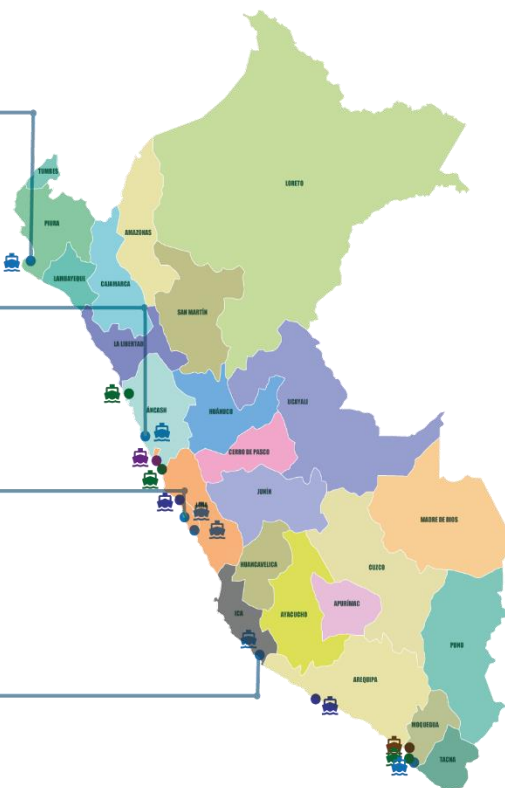 LORETO
TUMBES
PIURA
AMAZONAS
LAMBAYEQUE
CAJAMARCA
SAN MARTÍN
LA LIBERTAD
ANCASH
HUÁNUCO
UCAYALI
CERRO DE PASCO
JUNÍN
LIMA
MADRE DE DIOS
HUANCAVELICA
CUZCO
ICA
AYACUCHO
APURÍMAC
PUNO
AREQUIPA
MOQUEGUA
TACNA